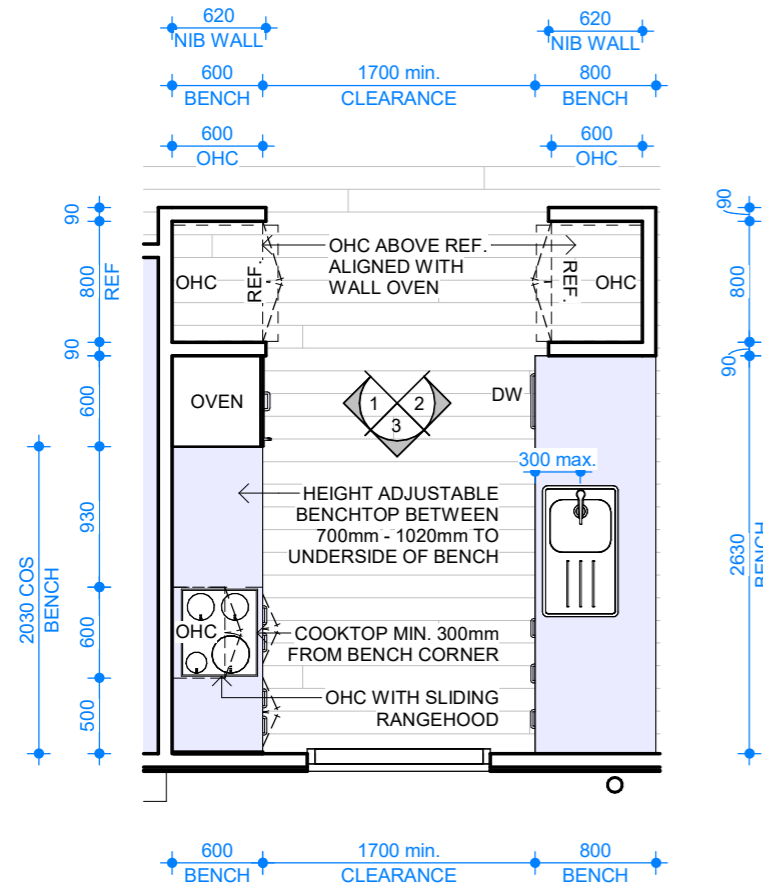 620
NIB WALL
620
NIB WALL
600
BENCH
1700 min.
CLEARANCE
800
BENCH
600
OHC
600
OHC
90
800
REF
90
600
930
600
500
2030 COS
BENCH
OHC
REF.
OHC ABOVE REF.
ALIGNED WITH
WALL OVEN
REF.
OHC
90
800
90
2630
BENCH
OVEN
1
2
3
DW
300 max.
HEIGHT ADJUSTABLE
BENCHTOP BETWEEN
700mm - 1020mm TO
UNDERSIDE OF BENCH
OHC
COOKTOP MIN. 300mm
FROM BENCH CORNER
OHC WITH SLIDING
RANGEHOOD
600
BENCH
1700 min.
CLEARANCE
800
BENCH